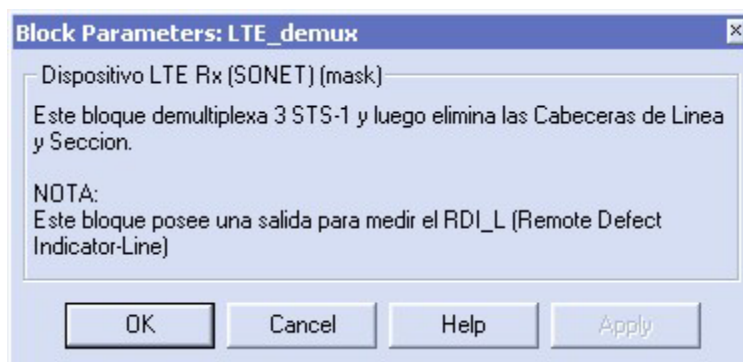 Block Parameters: LTE_demux
Dispositivo LTE Rx (SONET) (mask)
Este bloque demultiplexa 3 STS-1 y luego elimina las Cabeceras de Linea
y Seccion.
NOTA:
Este bloque posee una salida para medir el RDI_L (Remote Defect
Indicator-Line)
OK Cancel Help Apply